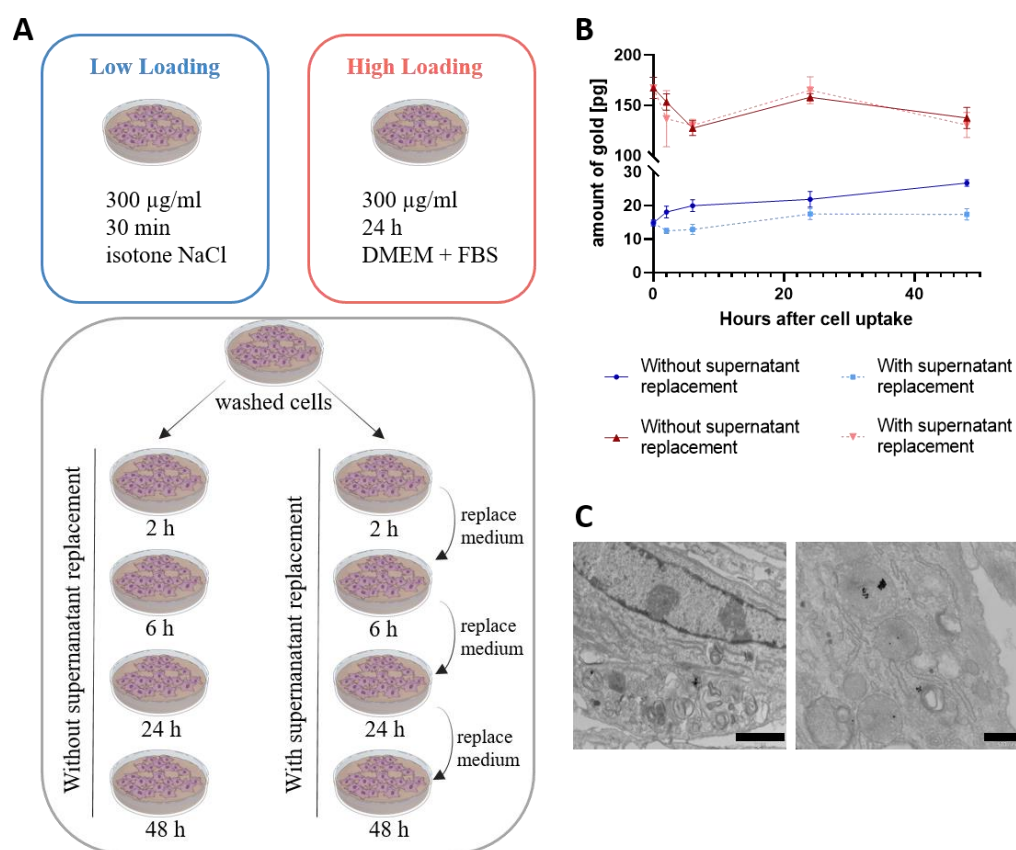 A
Low Loading
300 µg/ml
30 min
isotone NaCl
High Loading
300 µg/ml
24 h
DMEM + FBS
washed cells
Without supernanatant replacement
2 h
6 h
24 h
48 h
With supernanatant replacement
2 h
6 h
24 h
48 h
replace
medium
replace
medium
replace
medium
B
amount of gold [pg]
200
150
100
30
20
10
0
0
20
40
Hours after cell uptake
Without supernatant
replacement
With supernatant
replacement
Without supernatant
replacement
With supernatant
replacement
C